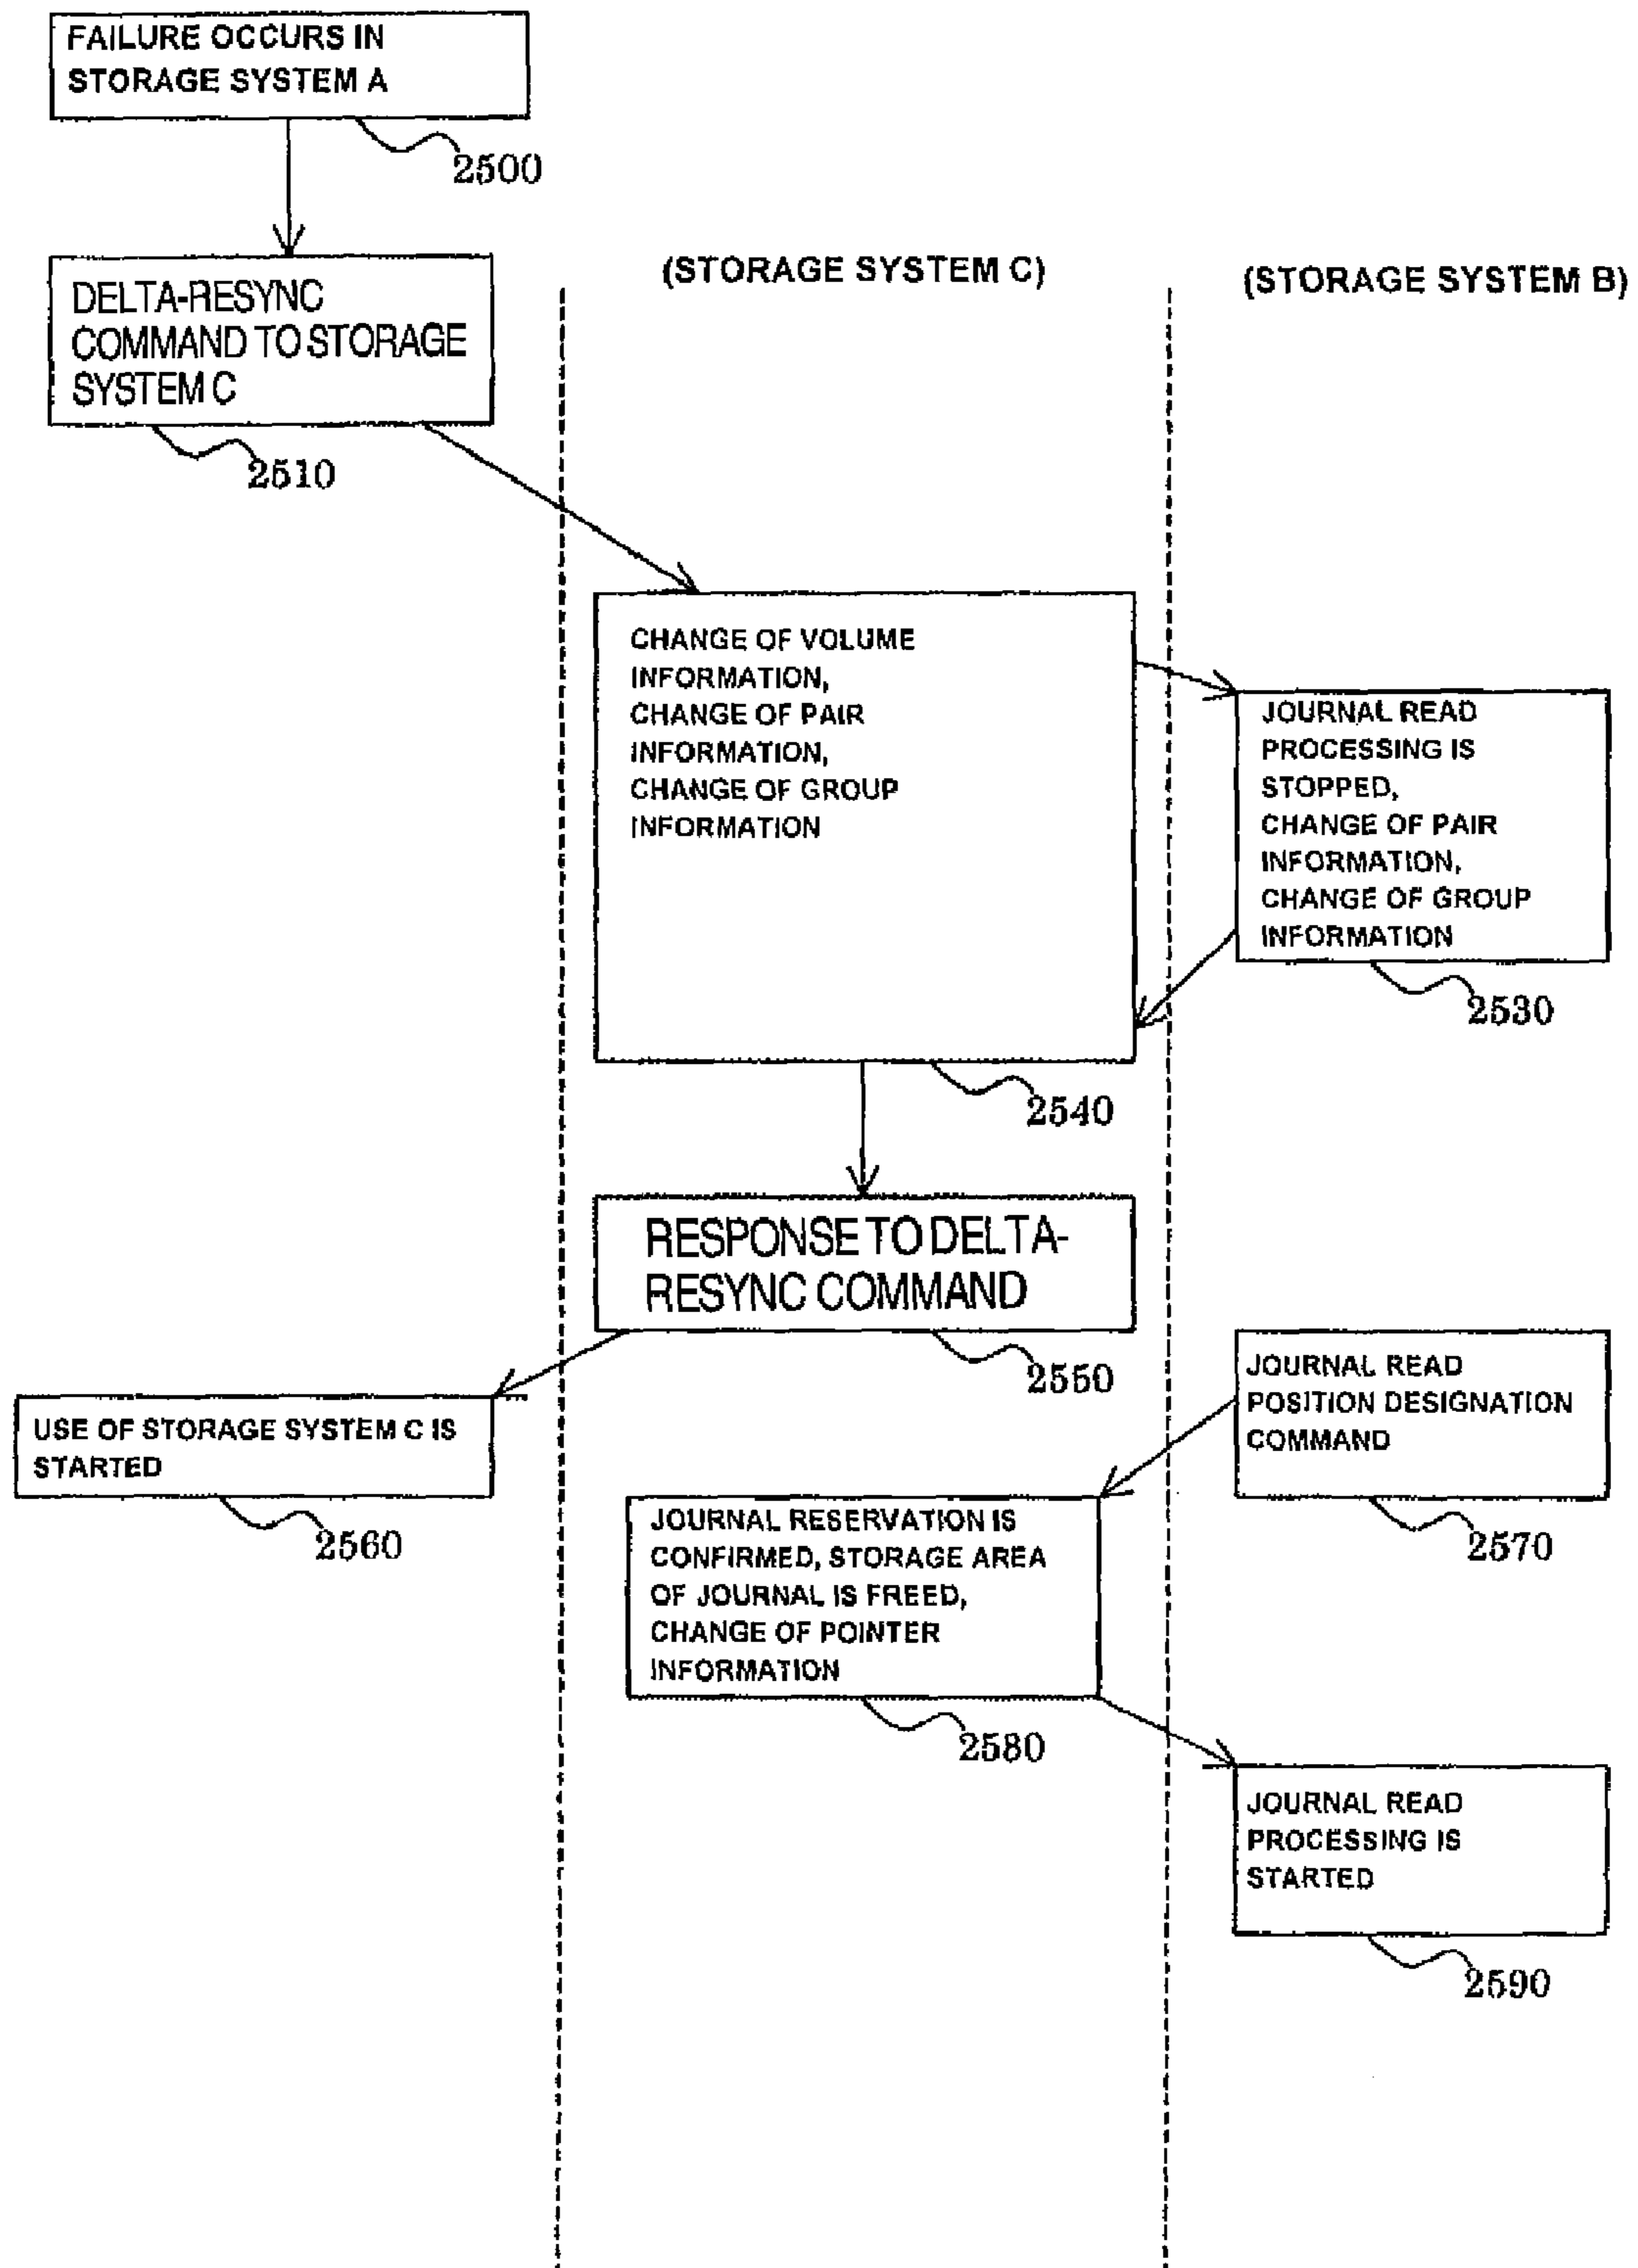 FAILURE OCCURS IN
STORAGE SYSTEM A
2500
DELTA-RESYNC
COMMAND TO STORAGE
SYSTEM C
2510
(STORAGE SYSTEM C)
(STORAGE SYSTEM B)
CHANGE OF VOLUME
INFORMATION,
CHANGE OF PAIR
INFORMATION,
CHANGE OF GROUP
INFORMATION
2540
JOURNAL READ
PROCESSING IS
STOPPED,
CHANGE OF PAIR
INFORMATION,
CHANGE OF GROUP
INFORMATION
2530
RESPONSE TO DELTA-
RESYNC COMMAND
2550
USE OF STORAGE SYSTEM C IS
STARTED
2560
JOURNAL READ
POSITION DESIGNATION
COMMAND
2570
JOURNAL RESERVATION IS
CONFIRMED, STORAGE AREA
OF JOURNAL IS FREED,
CHANGE OF POINTER
INFORMATION
2580
JOURNAL READ
PROCESSING IS
STARTED
2590